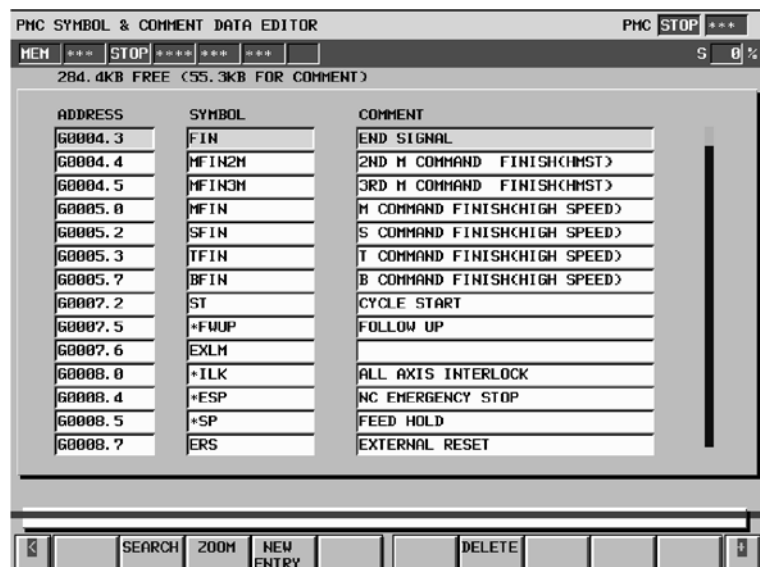 PMC SYMBOL & COMMENT DATA EDITOR PMC STOP ***
MEM *** STOP **** *** *** S 0 %
284.4KB FREE (55.3KB FOR COMMENT)
ADDRESS SYMBOL COMMENT
G0004.3 FIN END SIGNAL
G0004.4 MFIN2M 2ND M COMMAND FINISH(HMST)
G0004.5 MFIN3M 3RD M COMMAND FINISH(HMST)
G0005.0 MFIN M COMMAND FINISH(HIGH SPEED)
G0005.2 SFIN S COMMAND FINISH(HIGH SPEED)
G0005.3 TFIN T COMMAND FINISH(HIGH SPEED)
G0005.7 BFIN B COMMAND FINISH(HIGH SPEED)
G0007.2 ST CYCLE START
G0007.5 *FWUP FOLLOW UP
G0007.6 EXLM
G0008.0 *ILK ALL AXIS INTERLOCK
G0008.4 *ESP NC EMERGENCY STOP
G0008.5 *SP FEED HOLD
G0008.7 ERS EXTERNAL RESET
< SEARCH ZOOM NEW ENTRY DELETE +